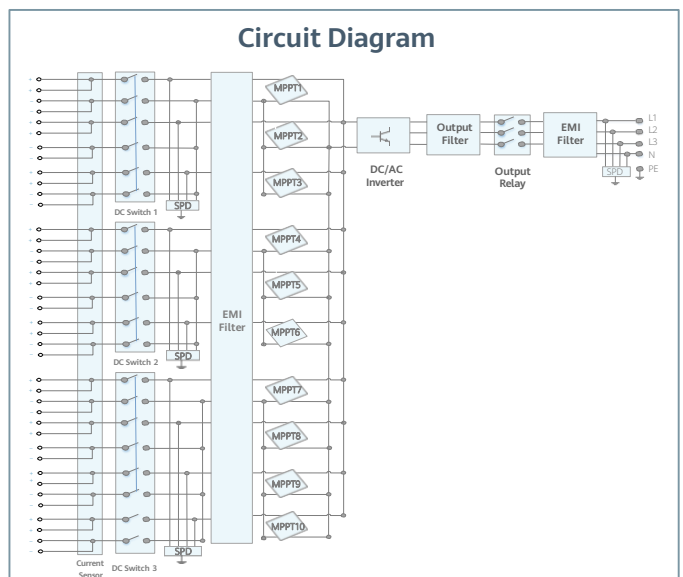 Circuit Diagram
MPPT1
MPPT2
MPPT3
SPD
DC Switch 1
MPPT4
MPPT5
MPPT6
EMI
Filter
SPD
DC Switch 2
MPPT7
MPPT8
MPPT9
MPPT10
SPD
Current
Sensor
DC Switch 3
DC/AC
Inverter
Output
Filter
Output
Relay
EMI
Filter
SPD
L1
L2
L3
N
PE